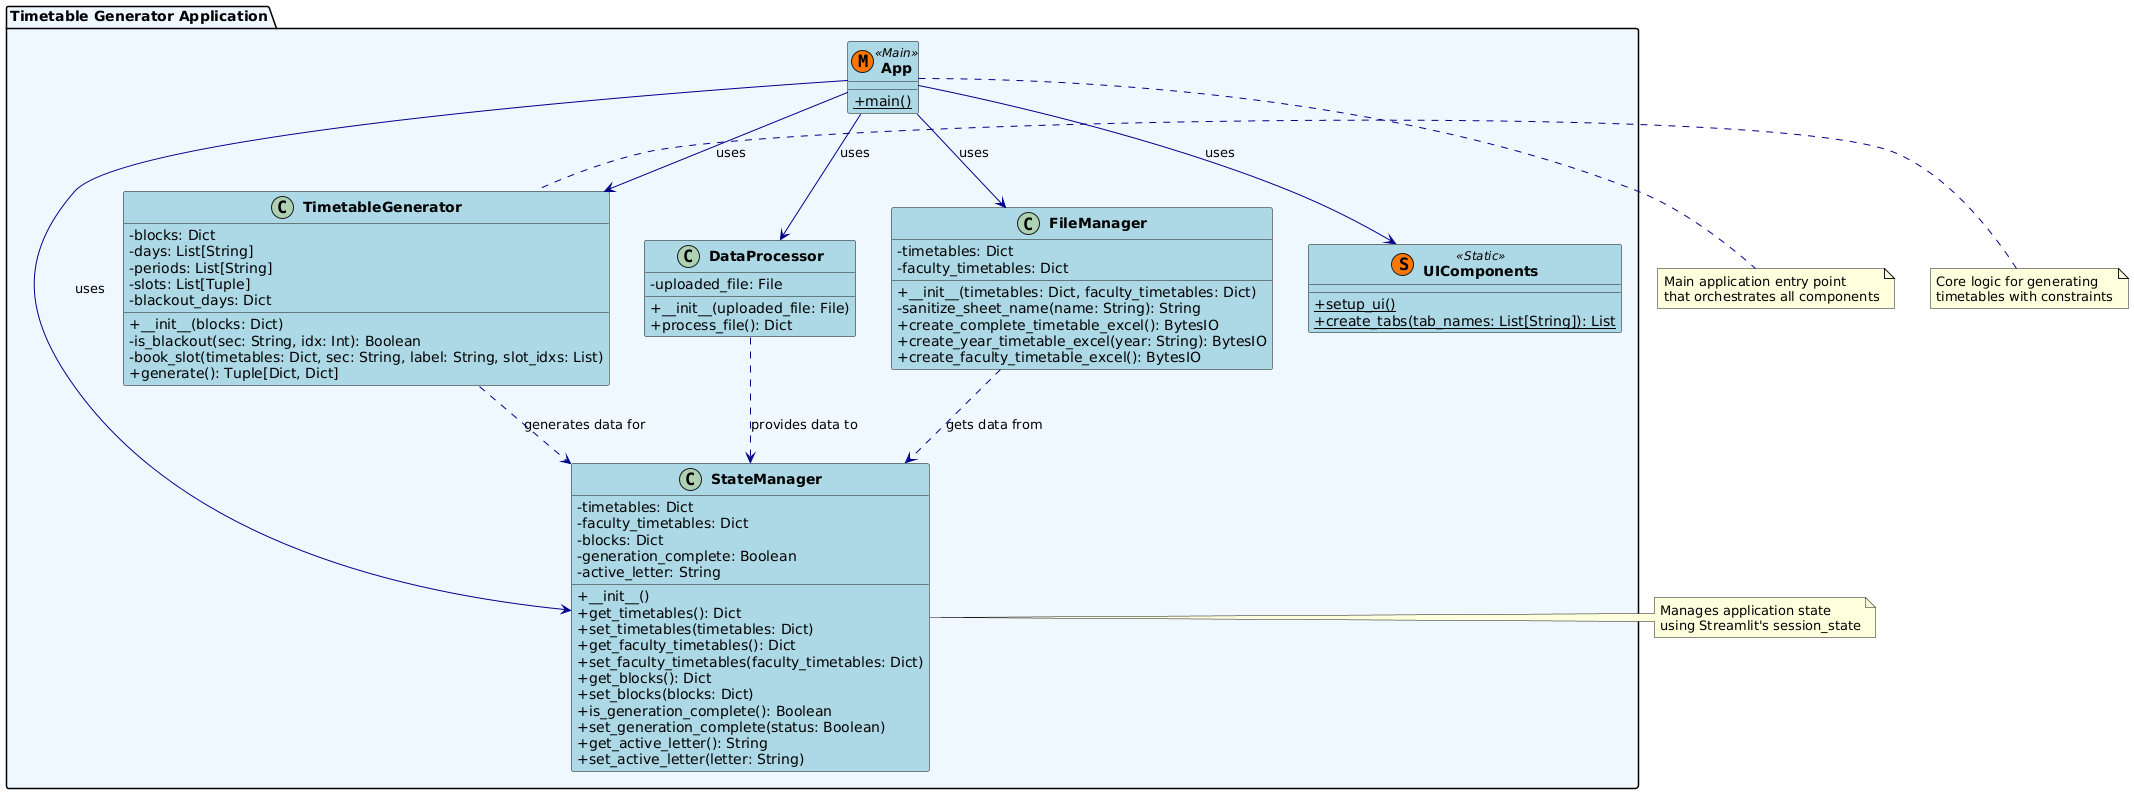 Timetable Generator Application
M
«Main»
App
+main()
uses
uses
uses
uses
uses
C
TimetableGenerator
-blocks: Dict
-days: List[String]
-periods: List[String]
-slots: List[Tuple]
-blackout_days: Dict
+__init__(blocks: Dict)
-is_blackout(sec: String, idx: Int): Boolean
-book_slot(timetables: Dict, sec: String, label: String, slot_idxs: List)
+generate(): Tuple[Dict, Dict]
C
DataProcessor
-uploaded_file: File
+__init__(uploaded_file: File)
+process_file(): Dict
C
FileManager
-timetables: Dict
-faculty_timetables: Dict
+__init__(timetables: Dict, faculty_timetables: Dict)
-sanitize_sheet_name(name: String): String
+create_complete_timetable_excel(): BytesIO
+create_year_timetable_excel(year: String): BytesIO
+create_faculty_timetable_excel(): BytesIO
S
«Static»
UIComponents
+setup_ui()
+create_tabs(tab_names: List[String]): List
Main application entry point
that orchestrates all components
Core logic for generating
timetables with constraints
generates data for
provides data to
gets data from
C
StateManager
-timetables: Dict
-faculty_timetables: Dict
-blocks: Dict
-generation_complete: Boolean
-active_letter: String
+__init__()
+get_timetables(): Dict
+set_timetables(timetables: Dict)
+get_faculty_timetables(): Dict
+set_faculty_timetables(faculty_timetables: Dict)
+get_blocks(): Dict
+set_blocks(blocks: Dict)
+is_generation_complete(): Boolean
+set_generation_complete(status: Boolean)
+get_active_letter(): String
+set_active_letter(letter: String)
Manages application state
using Streamlit's session_state